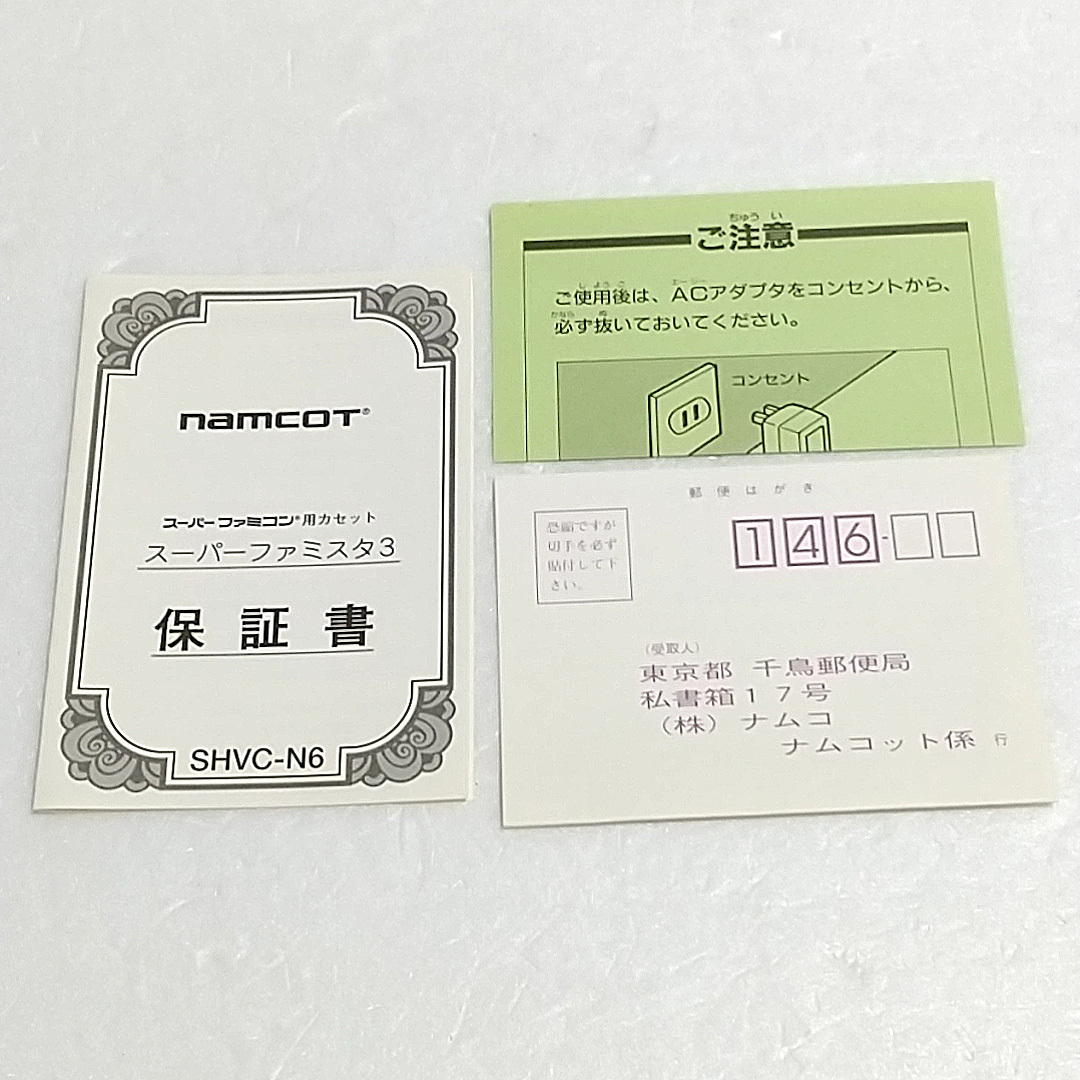 namcot®
スーパーファミコン®用カセット
スーパーファミスタ3
保証書
SHVC-N6
ちゅうい
ご注意
しようご エーシー
ご使用後は、ACアダプタをコンセントから、
かなら ぬ
必ず抜いておいてください。
コンセント
郵便はがき
恐縮ですが
切手を必ず
貼付して下
さい。
146-
(受取人)
東京都 千鳥郵便局
私書箱17号
(株)ナムコ
ナムコット係 行